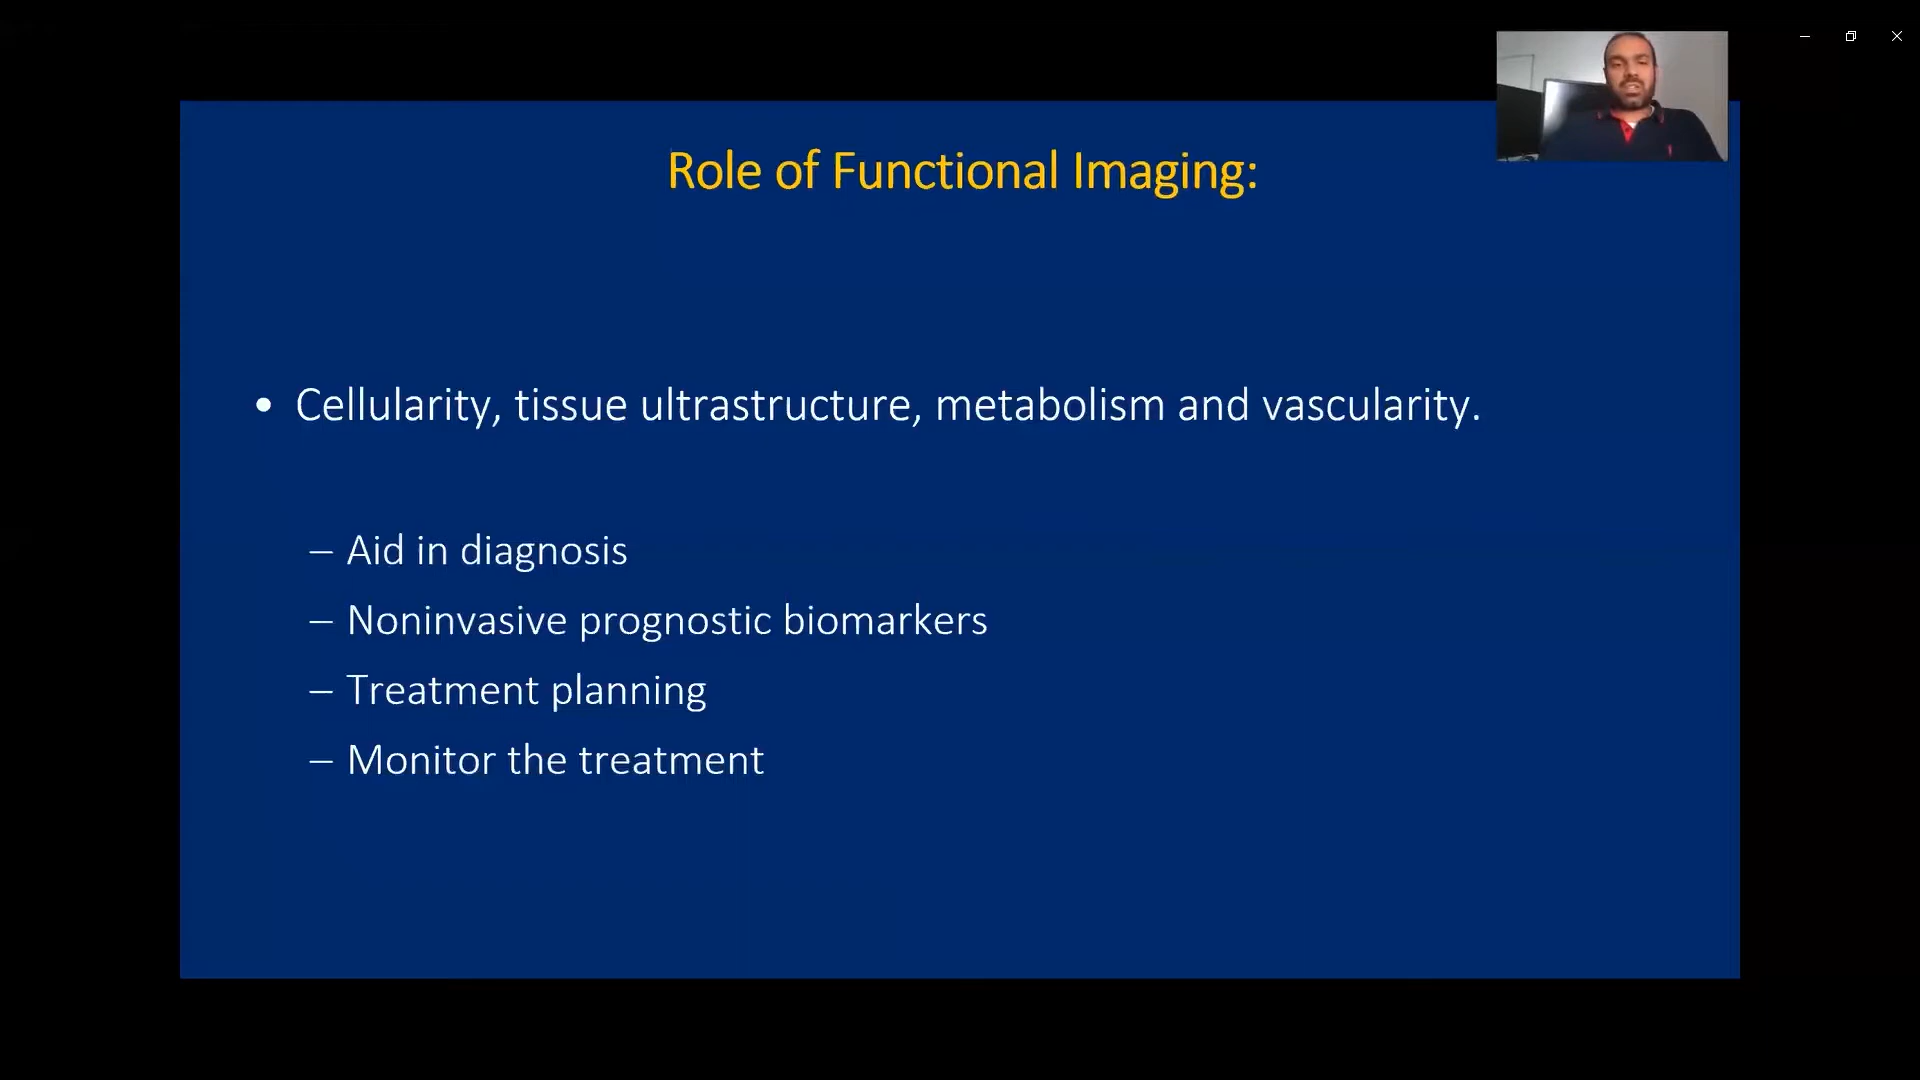 Role of Functional Imaging:
• Cellularity, tissue ultrastructure, metabolism and vascularity.
– Aid in diagnosis
– Noninvasive prognostic biomarkers
– Treatment planning
– Monitor the treatment